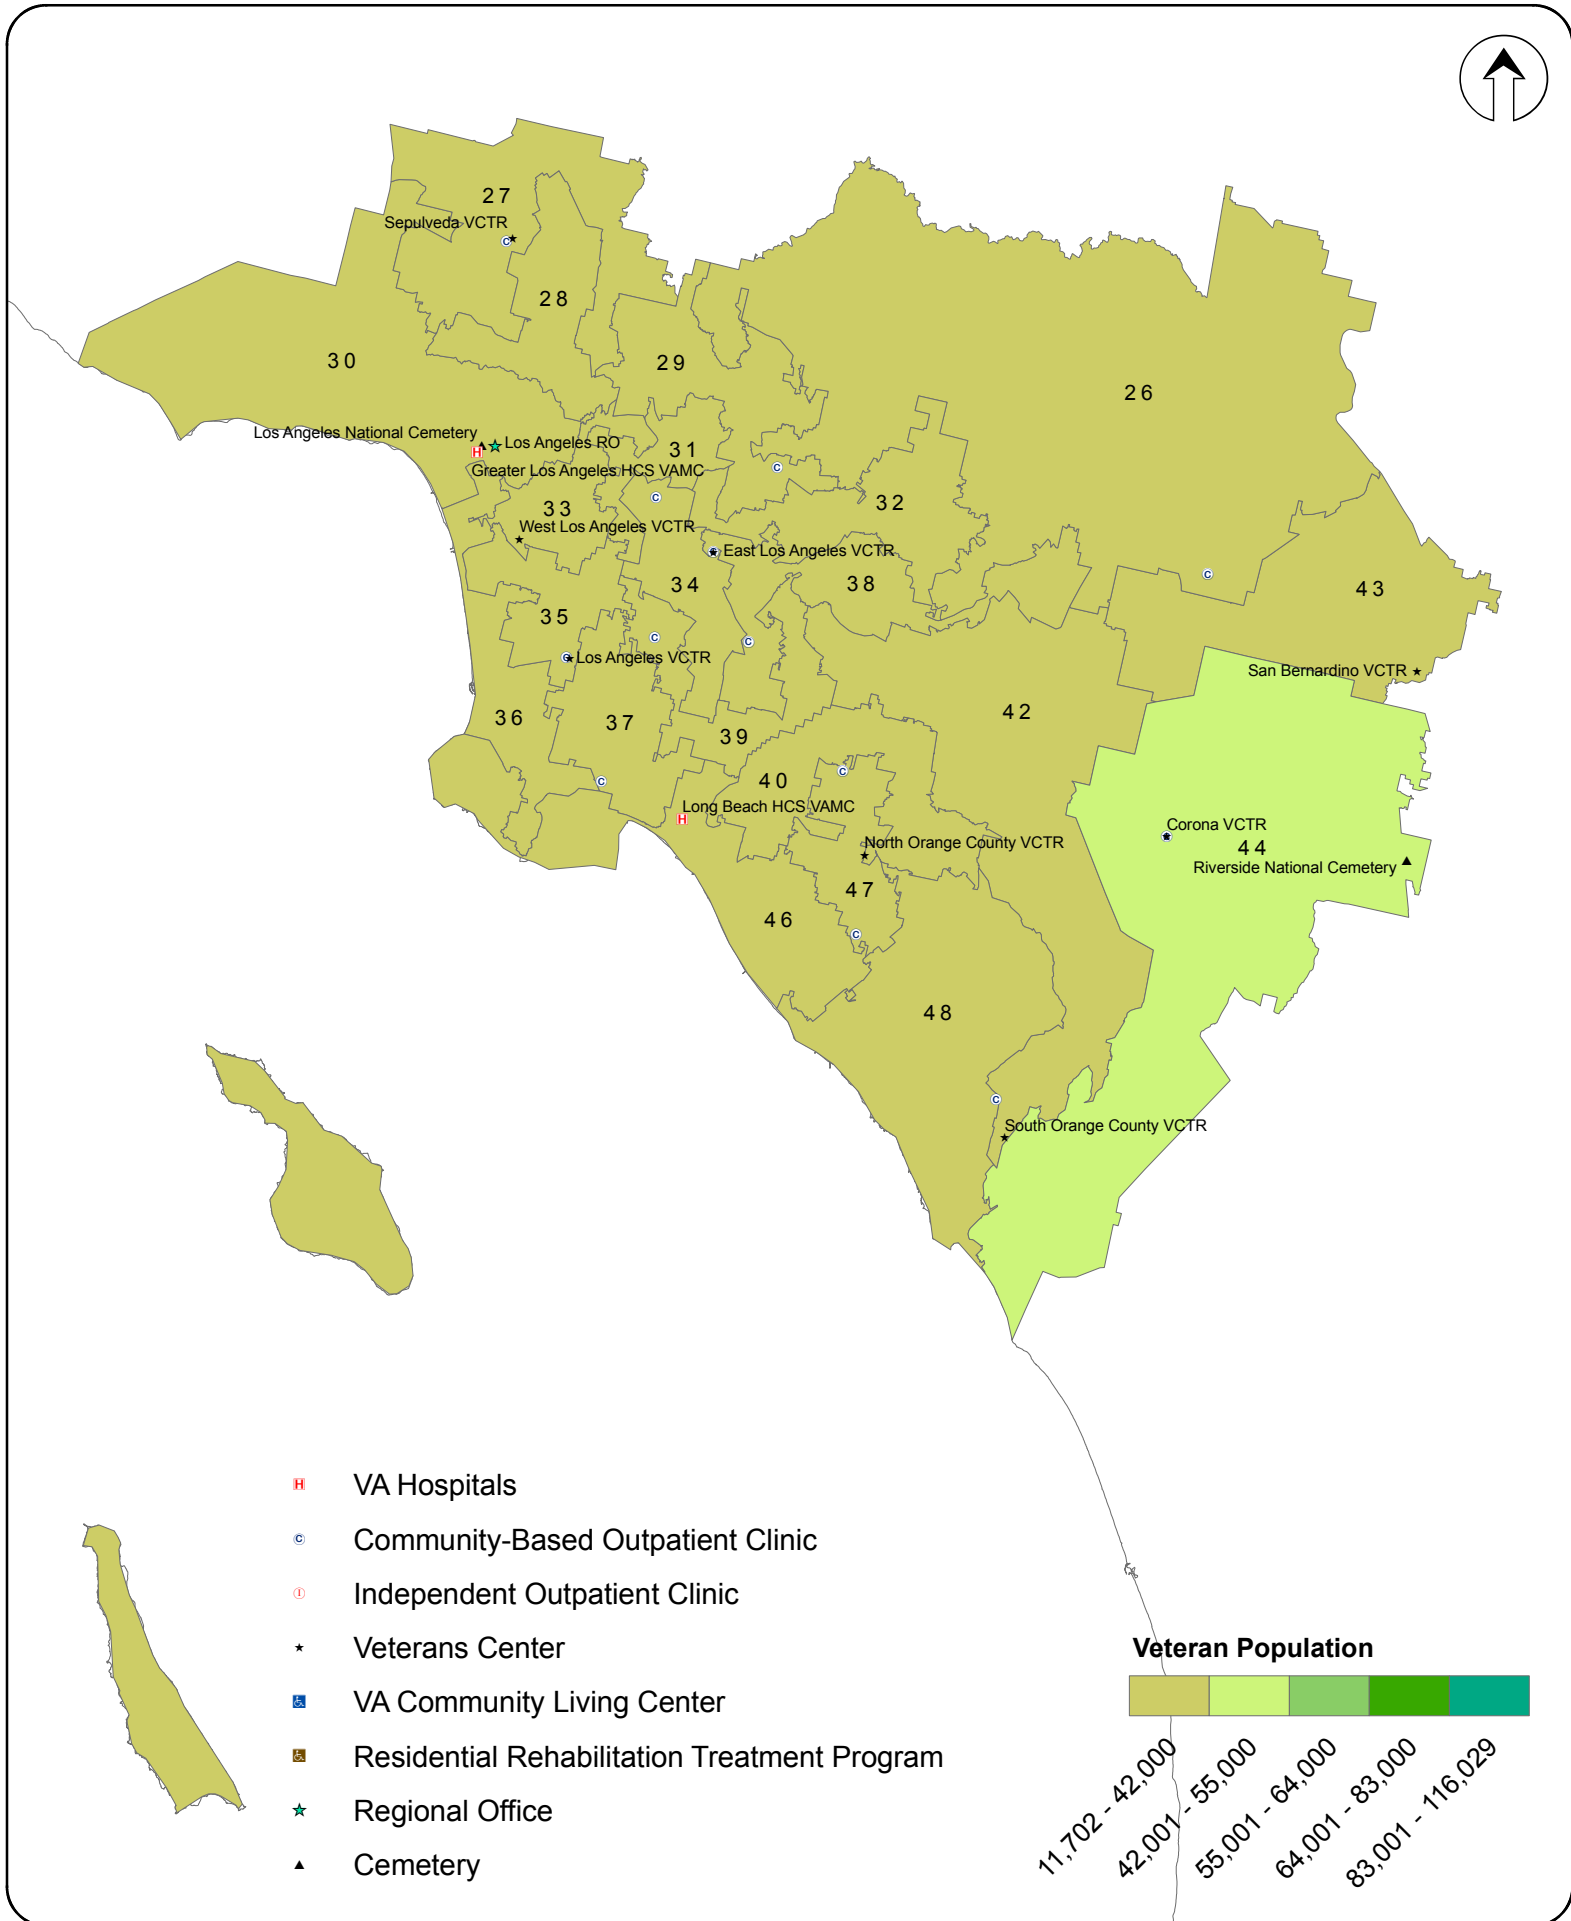 27
Sepulveda VCTR
C
28
30
29
26
Los Angeles National Cemetery
Los Angeles RO
H
31
Greater Los Angeles HCS VAMC
C
C
33
32
West Los Angeles VCTR
East Los Angeles VCTR
34
38
C
43
35
C
C
C
Los Angeles VCTR
San Bernardino VCTR
36
37
42
39
40
C
C
Long Beach HCS VAMC
H
Corona VCTR
North Orange County VCTR
44
Riverside National Cemetery
47
46
C
48
C
South Orange County VCTR
H VA Hospitals
C Community-Based Outpatient Clinic
I Independent Outpatient Clinic
Veterans Center
VA Community Living Center
Residential Rehabilitation Treatment Program
Regional Office
Cemetery
Veteran Population
11,702 - 42,000
42,001 - 55,000
55,001 - 64,000
64,001 - 83,000
83,001 - 116,029